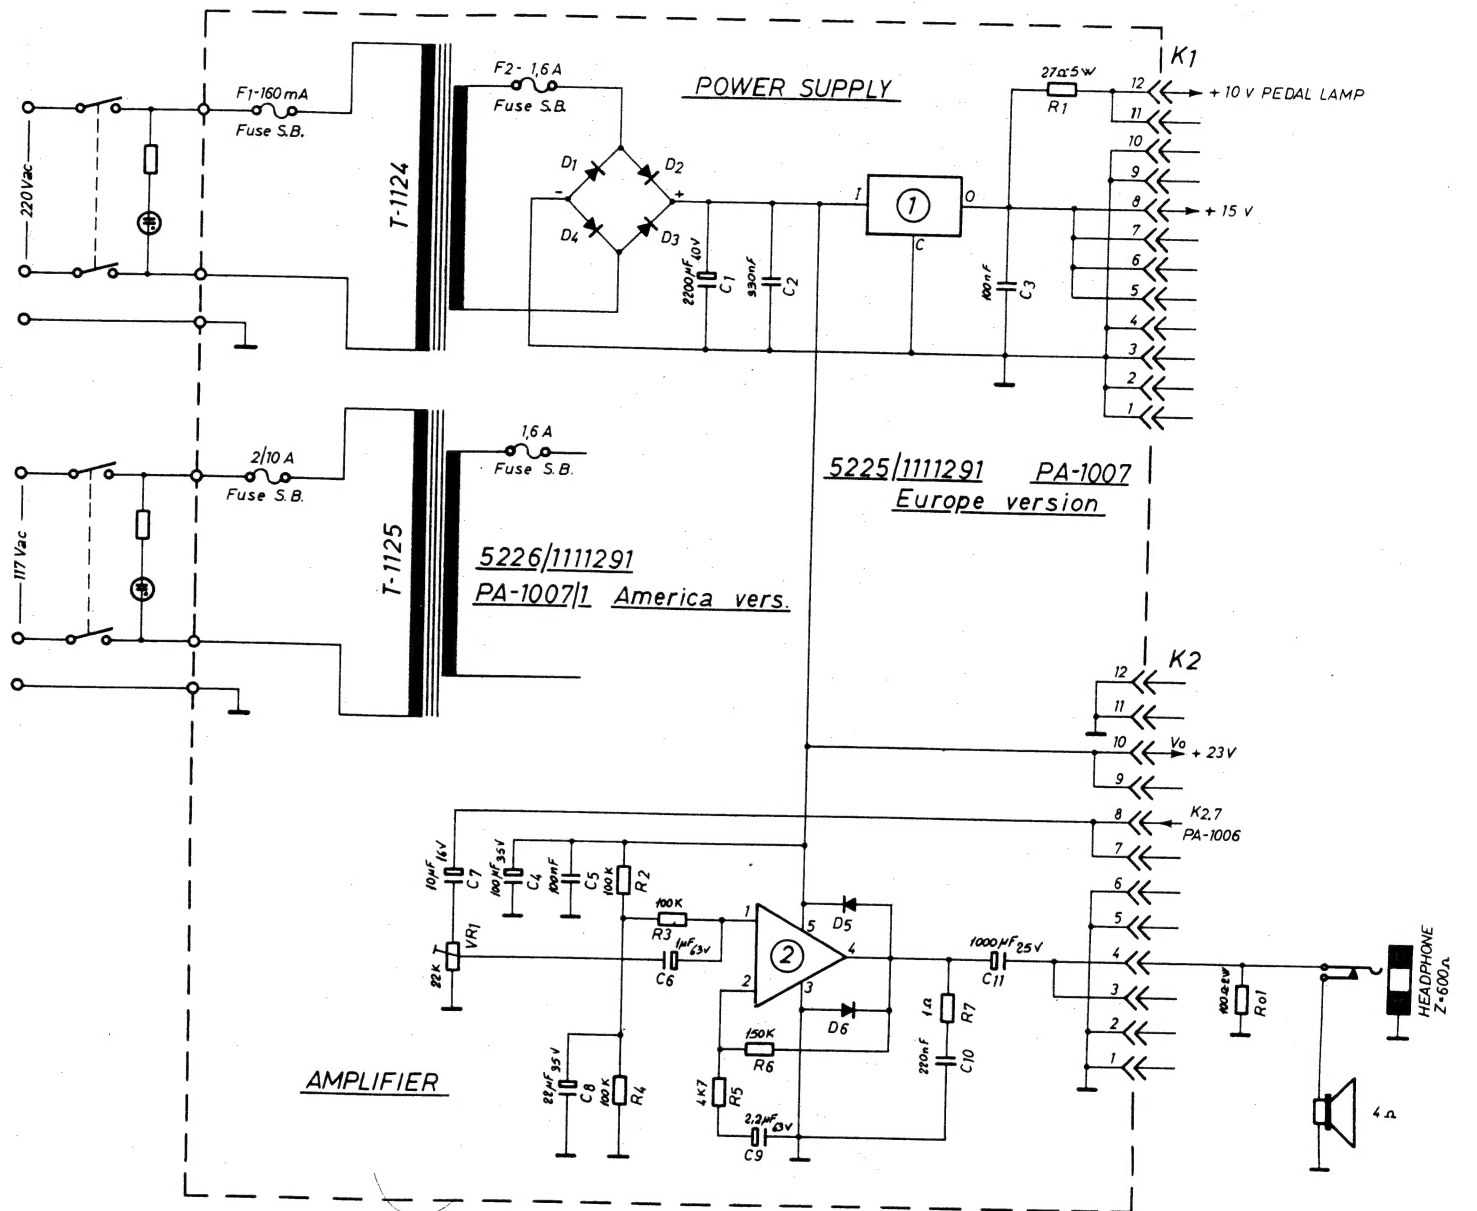 POWER SUPPLY
K1
F1-160mA
Fuse S.B.
F2- 1,6 A
Fuse S.B.
27Ω-5W
R1
12
+ 10 V PEDAL LAMP
11
10
9
8
+ 15 V
7
6
5
4
3
2
1
220 Vac
T-1124
D1
D2
D3
D4
-
+
2200µF 40V
C1
330nF
C2
I
1
O
C
100nF
C3
117 Vac
2/10 A
Fuse S.B.
T-1125
1,6 A
Fuse S.B.
5226/1111291
PA-1007/1 America vers.
5225/1111291 PA-1007
Europe version
K2
12
11
10
Vo
+ 23V
9
8
K2.7
PA-1006
7
6
5
4
3
2
1
10µF 16V
C7
100µF 35V
C4
100nF
C5
100K
R2
VR1
22K
100K
R3
1µF 63V
C6
1
2
5
4
3
2
D5
D6
1000µF 25V
C11
1Ω
R7
220nF
C10
150K
R6
4K7
R5
2,2µF 63V
C9
22µF 35V
C8
100K
R4
AMPLIFIER
100Ω-2W
Ro1
HEADPHONE
Z=600Ω
4 Ω